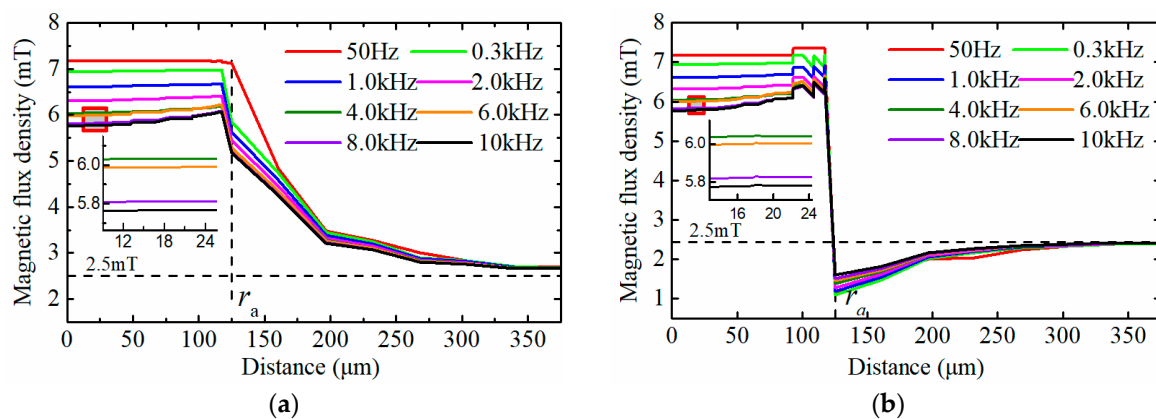 Magnetic flux density (mT)
8
7
6
5
4
3
2
1
50Hz 0.3kHz
1.0kHz 2.0kHz
4.0kHz 6.0kHz
8.0kHz 10kHz
6.0
5.8
12 18 24
2.5mT
rₐ
0 50 100 150 200 250 300 350
Distance (μm)
(a)
Magnetic flux density (mT)
8
7
6
5
4
3
2
1
50Hz 0.3kHz
1.0kHz 2.0kHz
4.0kHz 6.0kHz
8.0kHz 10kHz
6.0
5.8
16 20 24
2.5mT
rₐ
0 50 100 150 200 250 300 350
Distance (μm)
(b)